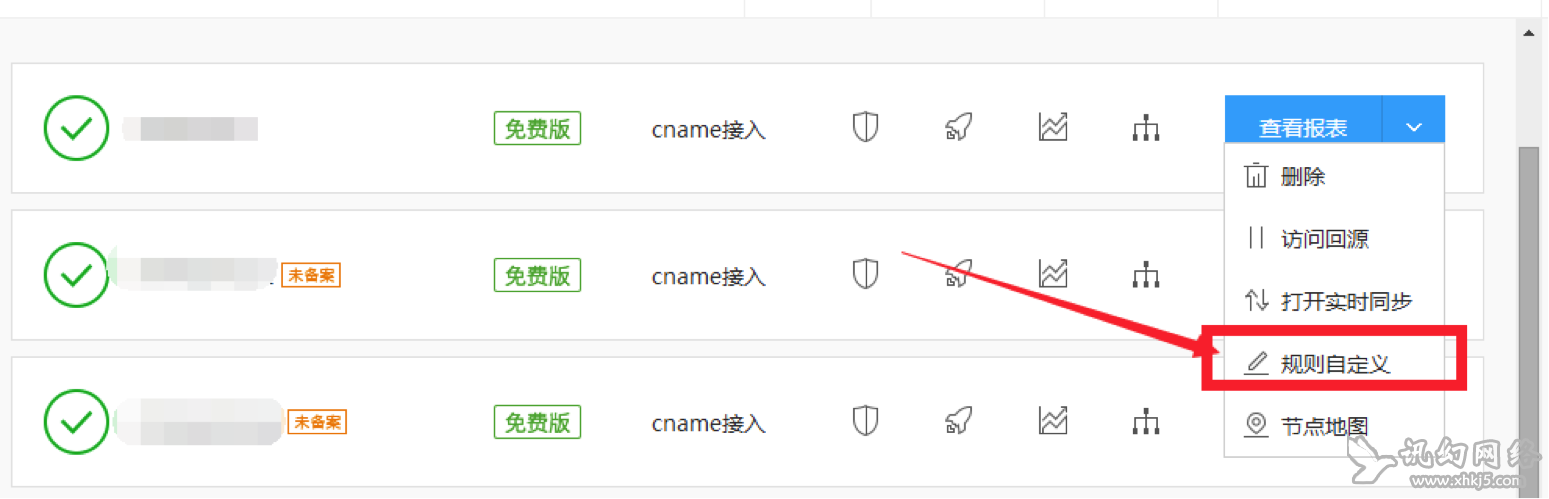 免费版 cname接入 查看报表
删除
访问回源
未备案 免费版 cname接入
打开实时同步
规则自定义
未备案 免费版 cname接入
节点地图
讯幻网络
www.xhkj5.com